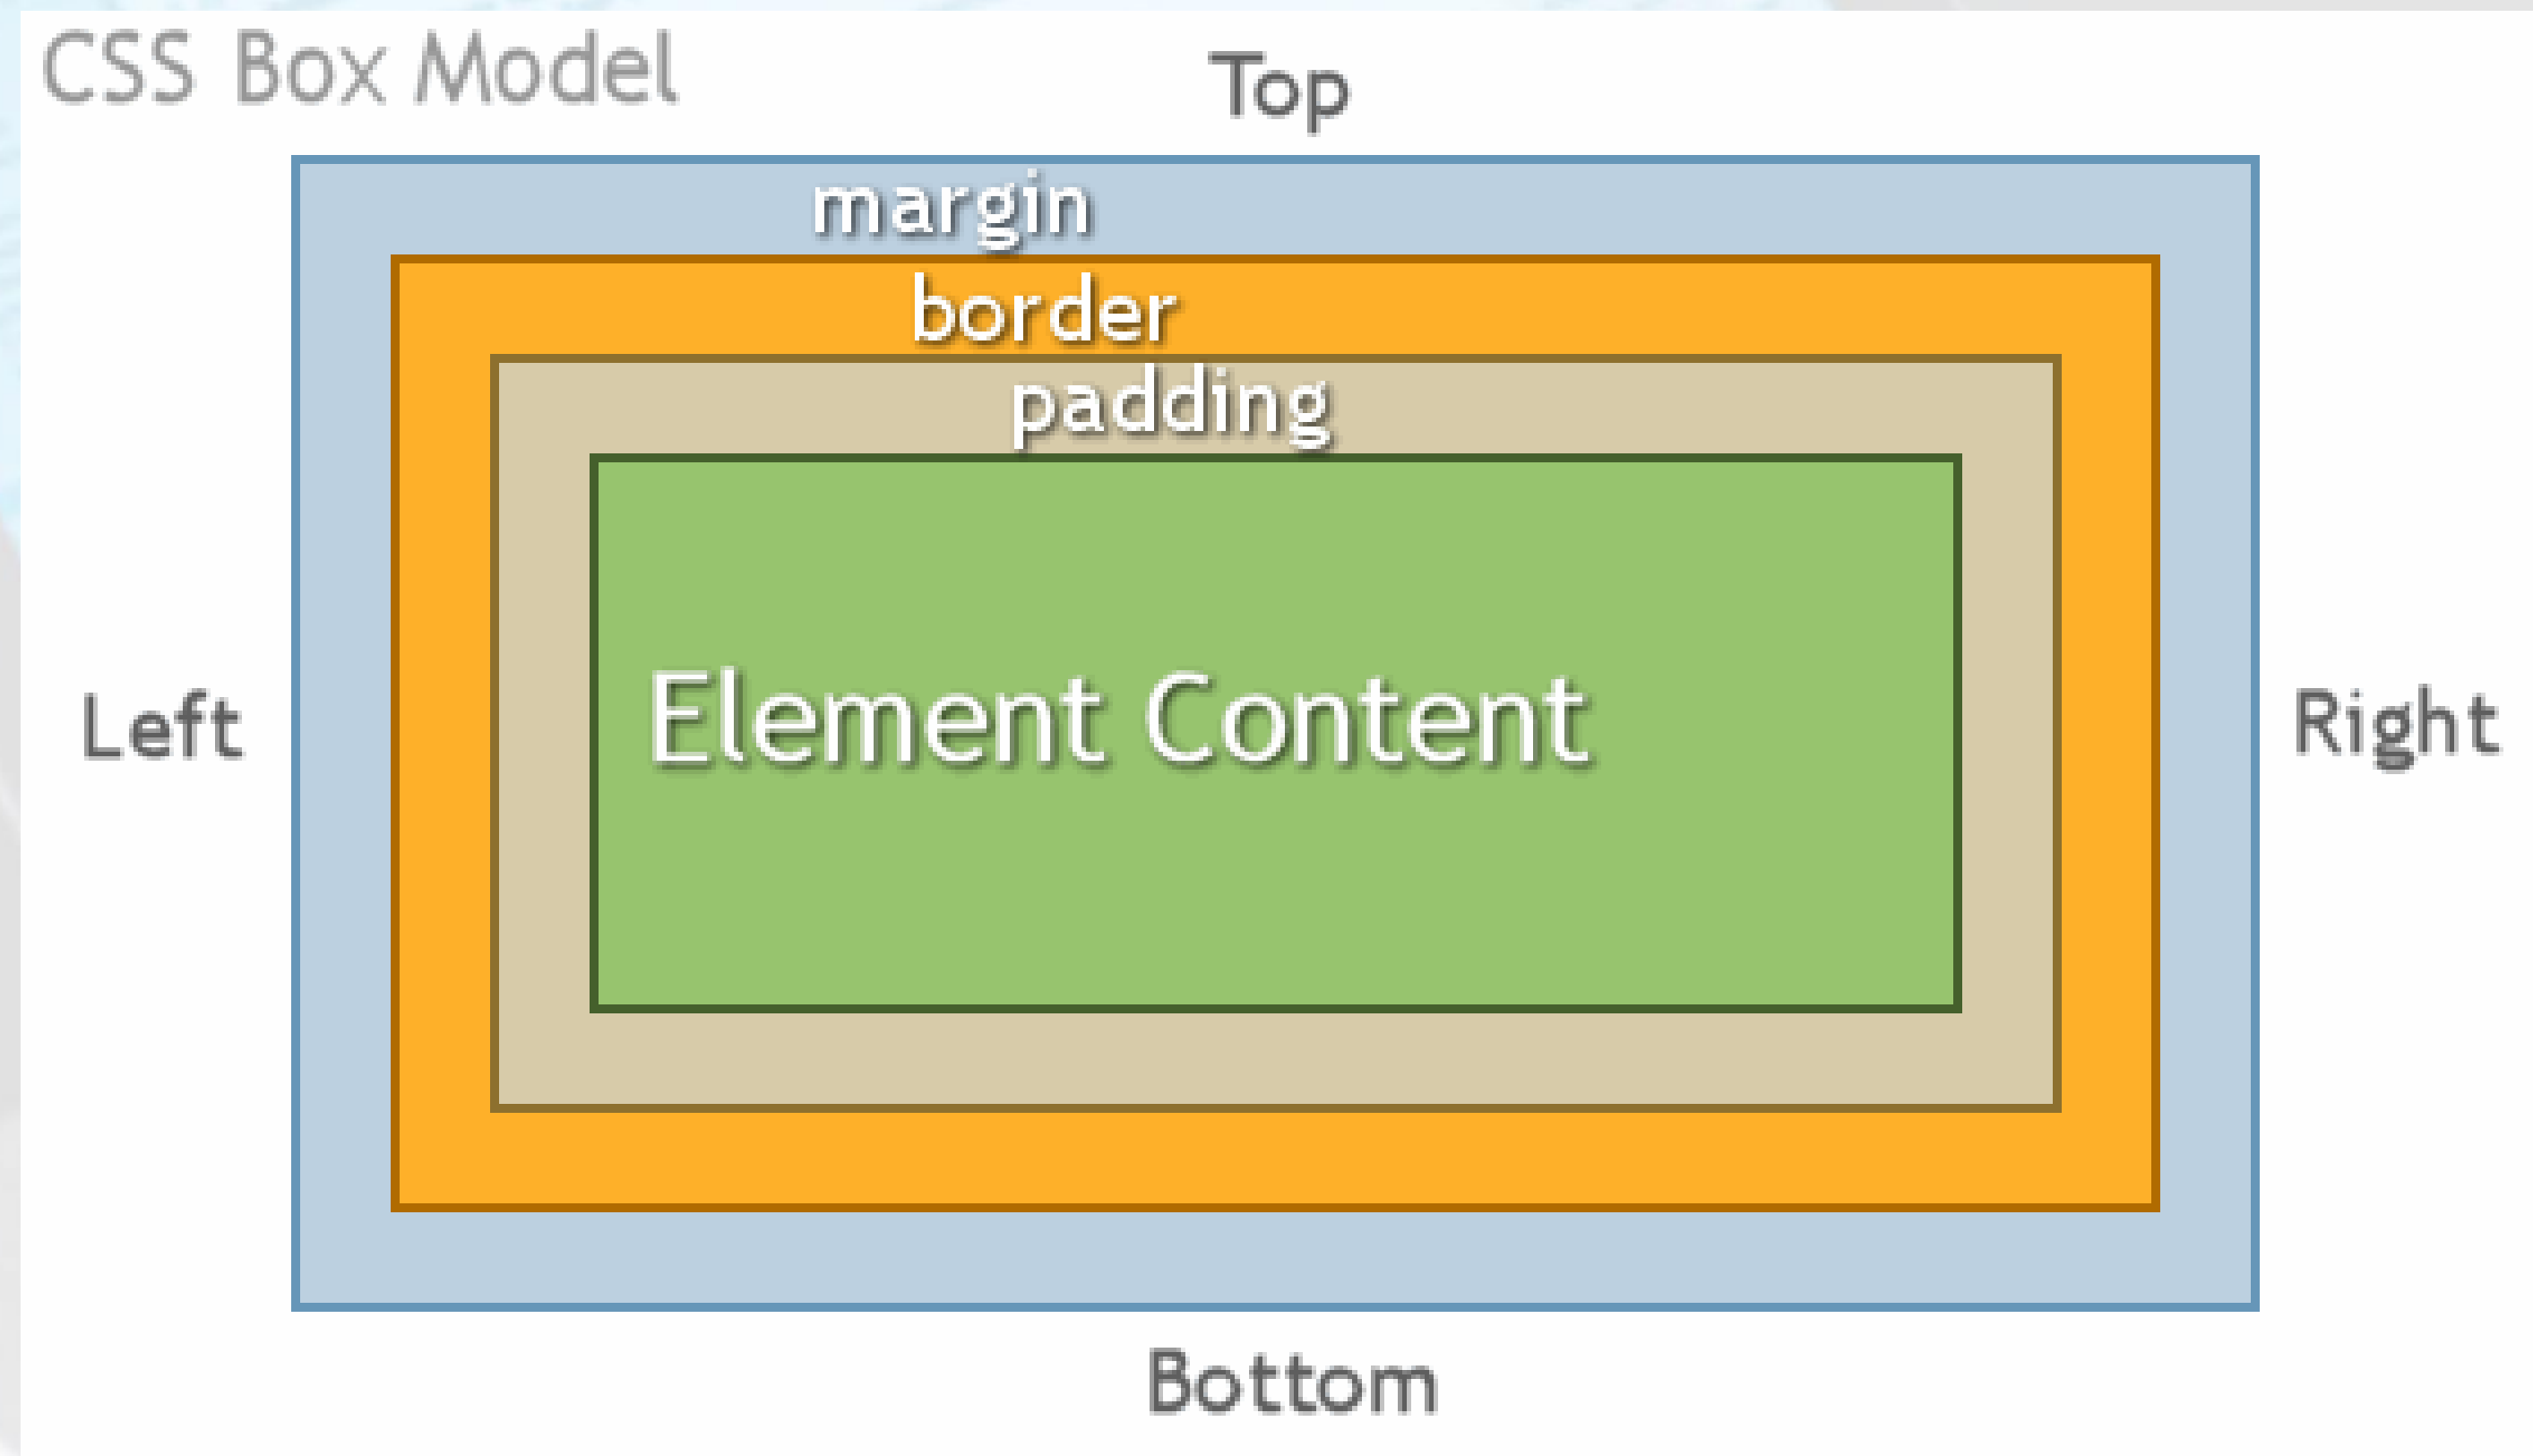 CSS Box Model
Top
margin
border
padding
Element Content
Left
Right
Bottom